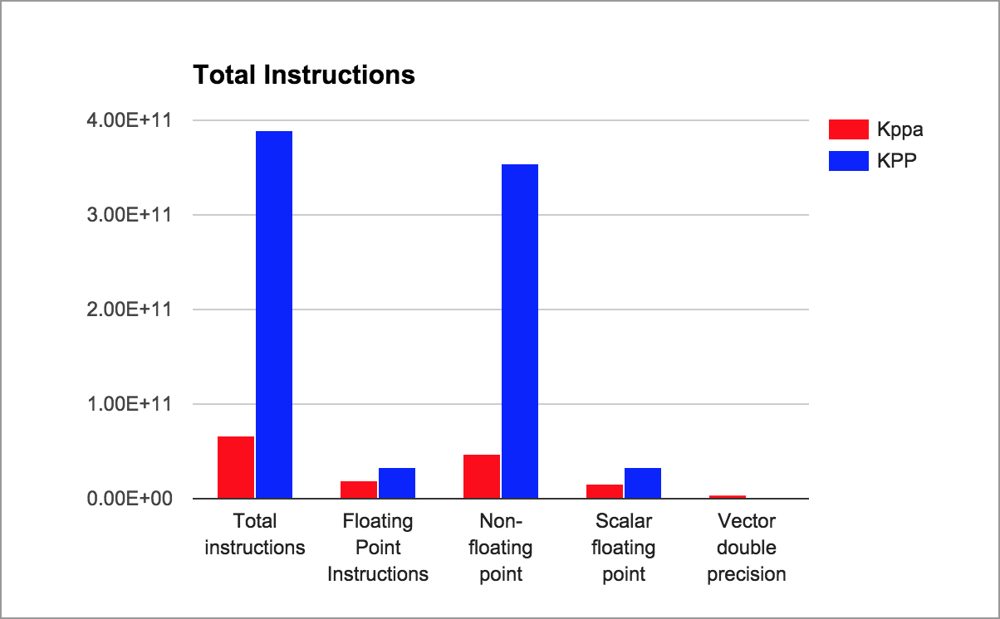 Total Instructions
4.00E+11
3.00E+11
2.00E+11
1.00E+11
0.00E+00
Kppa
KPP
Total
instructions
Floating
Point
Instructions
Non-
floating
point
Scalar
floating
point
Vector
double
precision